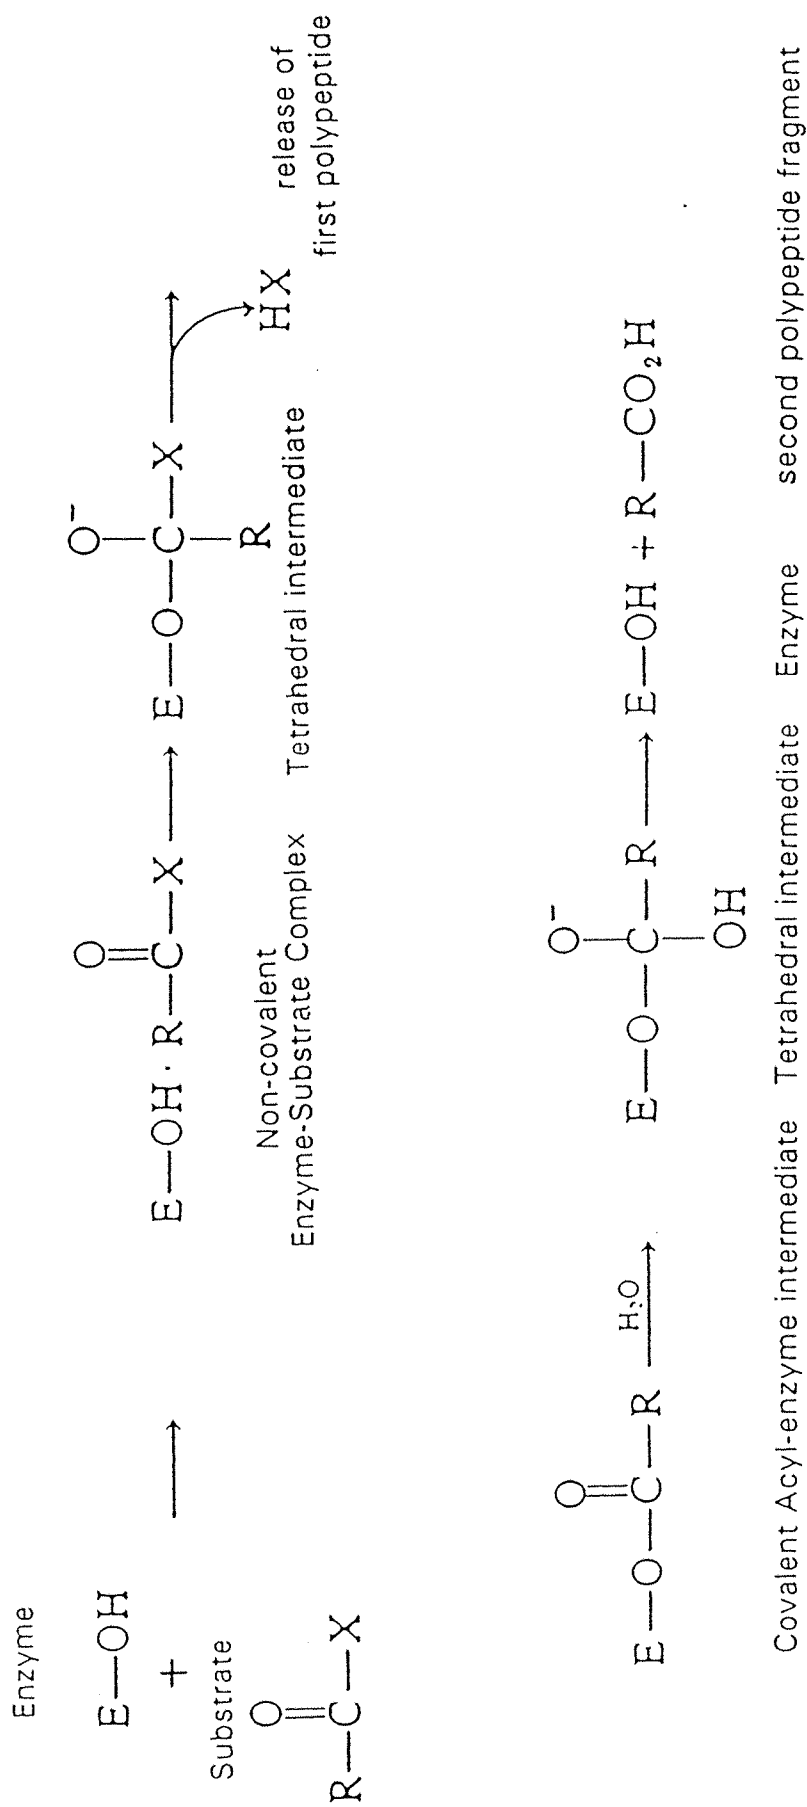 Enzyme
E—OH
+
Substrate
O
R—C—X
E—OH·R—C—X
O
Non-covalent
Enzyme-Substrate Complex
O⁻
E—O—C—X
R
Tetrahedral intermediate
HX
release of
first polypeptide
O
E—O—C—R
H₂O
O⁻
E—O—C—R
OH
E—OH + R—CO₂H
Covalent Acyl-enzyme intermediate Tetrahedral intermediate Enzyme second polypeptide fragment